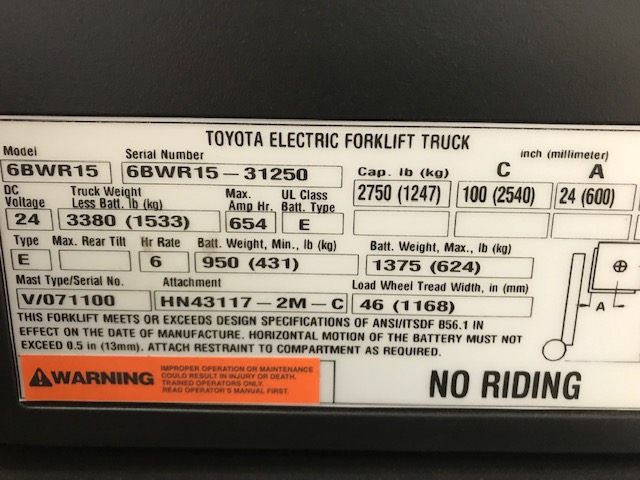 TOYOTA ELECTRIC FORKLIFT TRUCK
inch (millimeter)
Model Serial Number Cap. lb (kg) C A
6BWR15 6BWR15-31250 2750 (1247) 100 (2540) 24 (600)
DC Voltage Truck Weight Less Batt. lb (kg) Max. Amp Hr. UL Class Batt. Type
24 3380 (1533) 654 E
Type Max. Rear Tilt Hr Rate Batt. Weight, Min., lb (kg) Batt. Weight, Max., lb (kg)
E 6 950 (431) 1375 (624)
Mast Type/Serial No. Attachment Load Wheel Tread Width, in (mm)
V/071100 HN43117-2M-C 46 (1168)
A
THIS FORKLIFT MEETS OR EXCEEDS DESIGN SPECIFICATIONS OF ANSI/ITSDF B56.1 IN
EFFECT ON THE DATE OF MANUFACTURE. HORIZONTAL MOTION OF THE BATTERY MUST NOT
EXCEED 0.5 in (13mm). ATTACH RESTRAINT TO COMPARTMENT AS REQUIRED.
WARNING
IMPROPER OPERATION OR MAINTENANCE
COULD RESULT IN INJURY OR DEATH.
TRAINED OPERATORS ONLY.
READ OPERATOR'S MANUAL FIRST.
NO RIDING